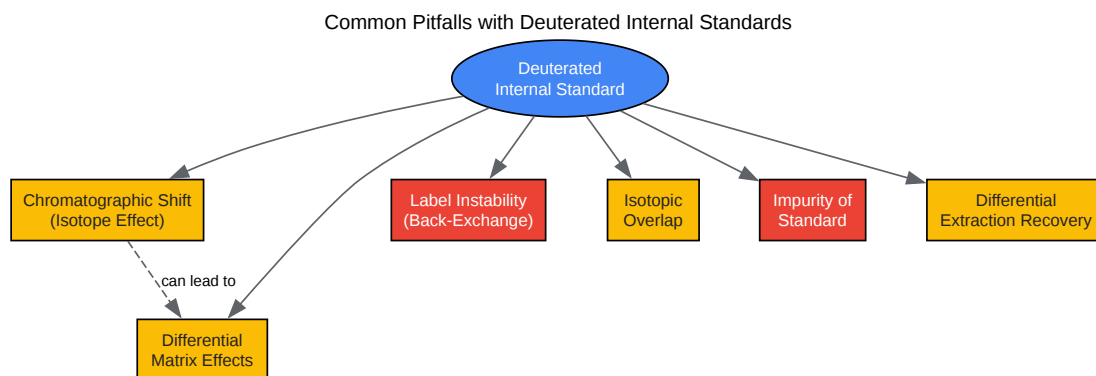 Common Pitfalls with Deuterated Internal Standards
Deuterated
Internal Standard
Chromatographic Shift
(Isotope Effect)
Label Instability
(Back-Exchange)
Isotopic
Overlap
Impurity of
Standard
Differential
Extraction Recovery
can lead to
Differential
Matrix Effects